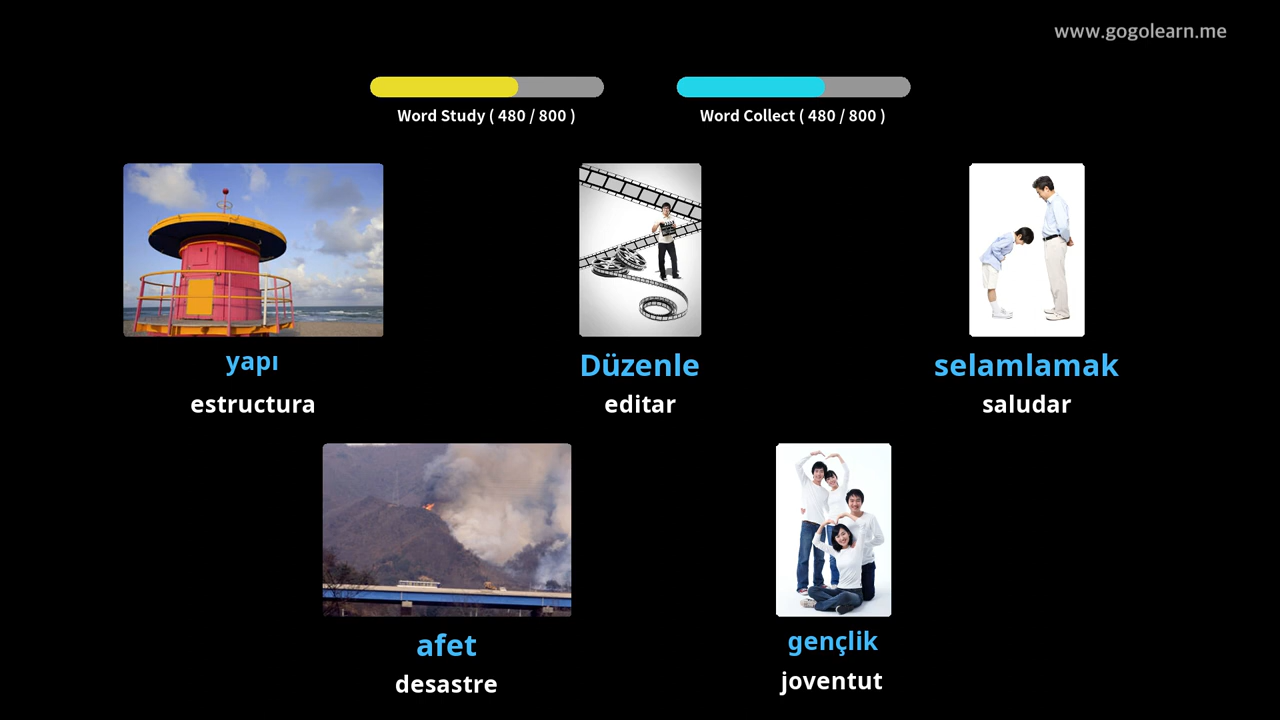 www.gogolearn.me
Word Study ( 480 / 800 )
Word Collect ( 480 / 800 )
yapı
Düzenle
selamlamak
estructura
editar
saludar
afet
gençlik
desastre
joventut